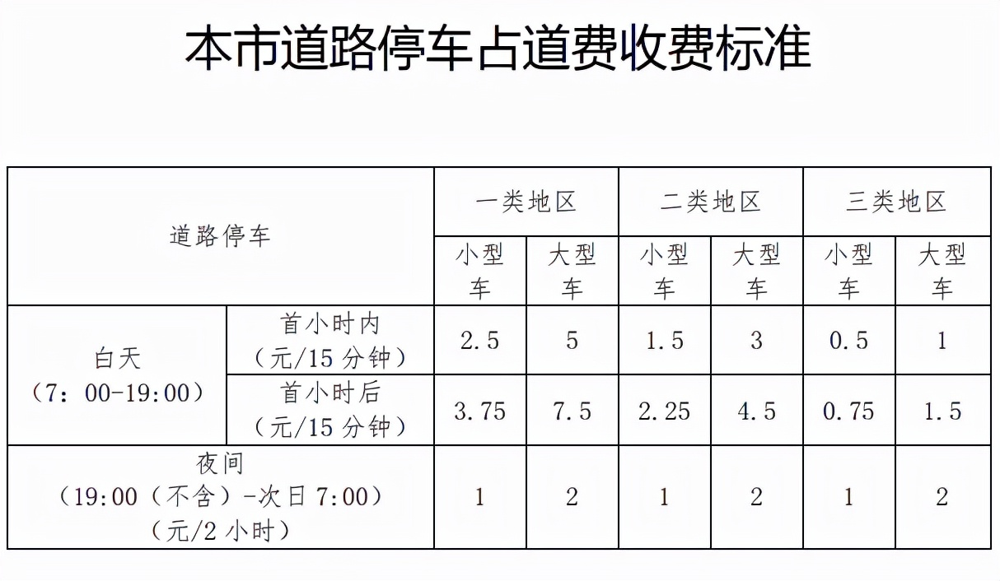 本市道路停车占道费收费标准
道路停车
一类地区
二类地区
三类地区
小型
车
大型
车
小型
车
大型
车
小型
车
大型
车
白天
（7：00-19:00）
首小时内
（元/15 分钟）
2.5
5
1.5
3
0.5
1
首小时后
（元/15 分钟）
3.75
7.5
2.25
4.5
0.75
1.5
夜间
（19:00（不含）-次日 7:00）
（元/2 小时）
1
2
1
2
1
2